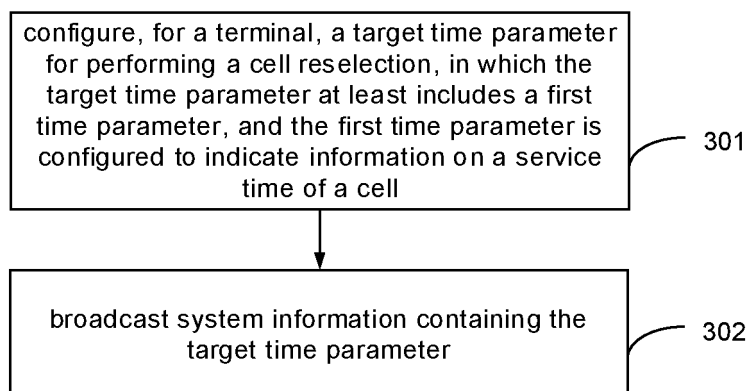 configure, for a terminal, a target time parameter
for performing a cell reselection, in which the
target time parameter at least includes a first
time parameter, and the first time parameter is
configured to indicate information on a service
time of a cell
301
broadcast system information containing the
target time parameter
302